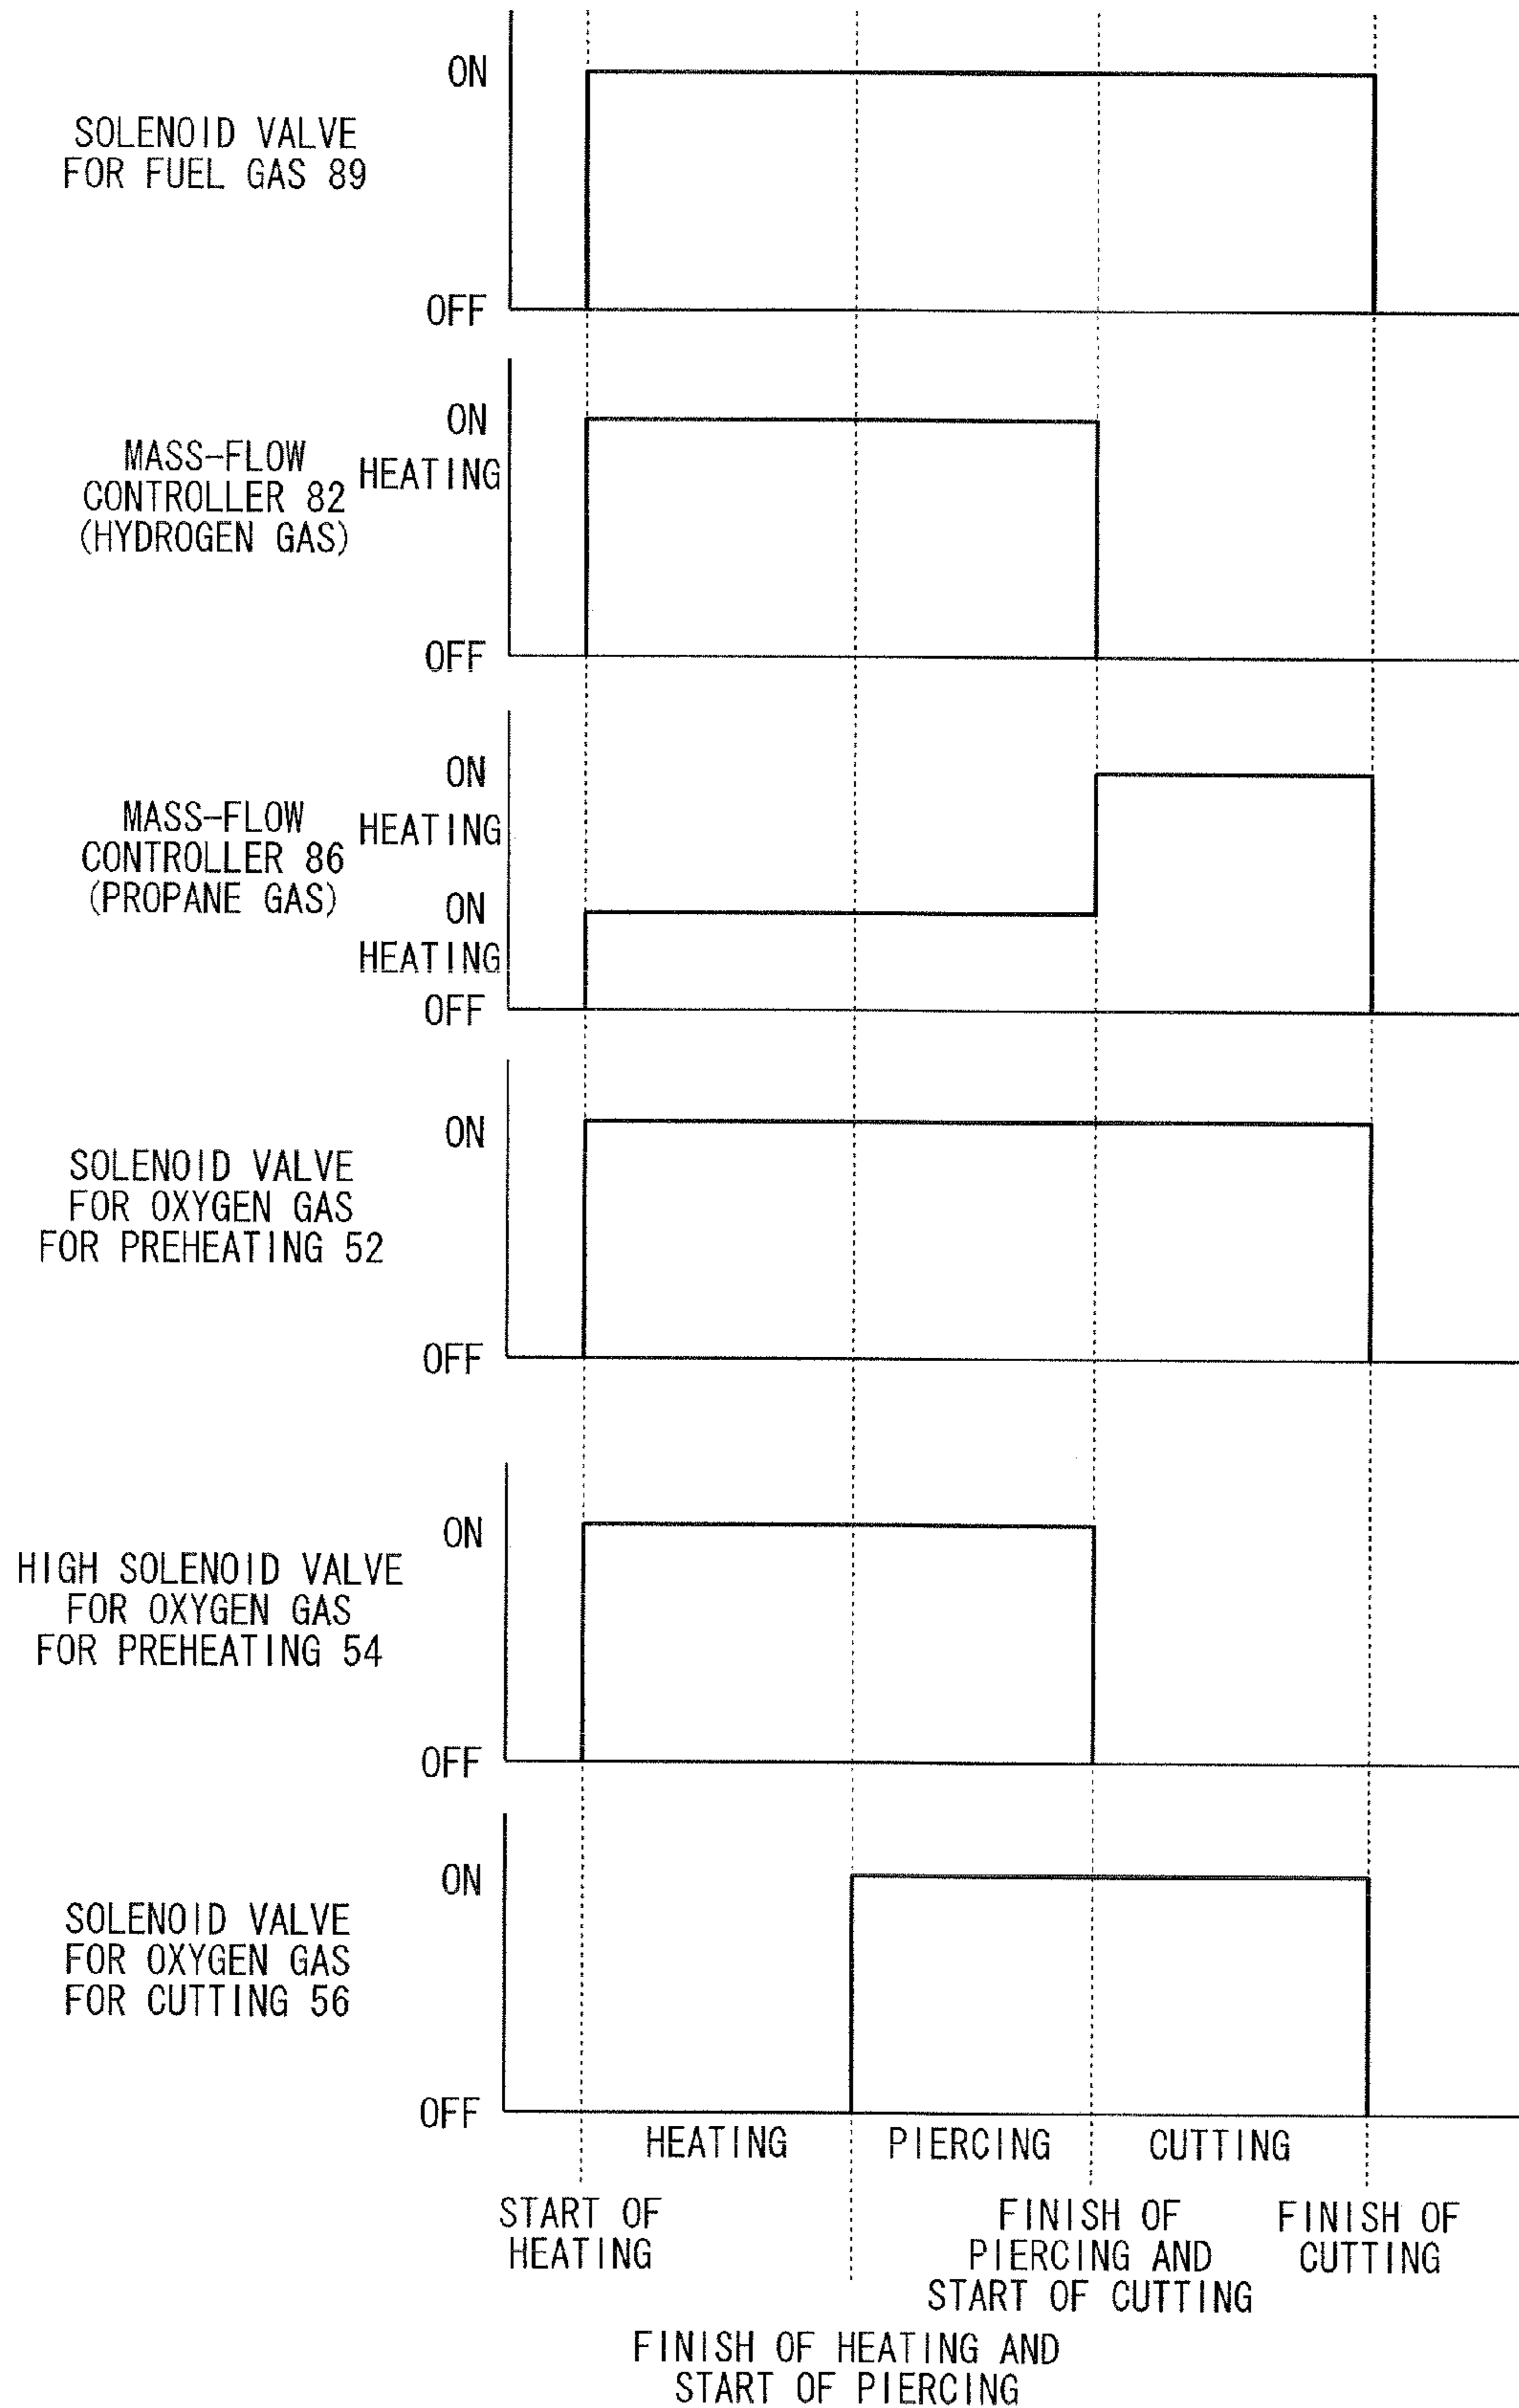 ON
SOLENOID VALVE
FOR FUEL GAS 89
OFF
ON
MASS-FLOW
CONTROLLER 82
(HYDROGEN GAS)
HEATING
OFF
ON
MASS-FLOW
CONTROLLER 86
(PROPANE GAS)
HEATING
ON
HEATING
OFF
ON
SOLENOID VALVE
FOR OXYGEN GAS
FOR PREHEATING 52
OFF
ON
HIGH SOLENOID VALVE
FOR OXYGEN GAS
FOR PREHEATING 54
OFF
ON
SOLENOID VALVE
FOR OXYGEN GAS
FOR CUTTING 56
OFF
HEATING
PIERCING
CUTTING
START OF
HEATING
FINISH OF
PIERCING AND
START OF CUTTING
FINISH OF
CUTTING
FINISH OF HEATING AND
START OF PIERCING